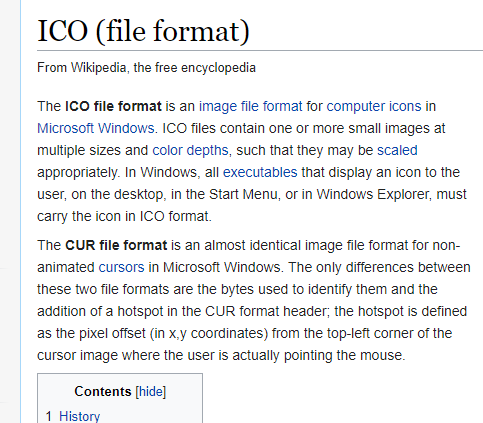 ICO (file format)
From Wikipedia, the free encyclopedia
The ICO file format is an image file format for computer icons in
Microsoft Windows. ICO files contain one or more small images at
multiple sizes and color depths, such that they may be scaled
appropriately. In Windows, all executables that display an icon to the
user, on the desktop, in the Start Menu, or in Windows Explorer, must
carry the icon in ICO format.
The CUR file format is an almost identical image file format for non-
animated cursors in Microsoft Windows. The only differences between
these two file formats are the bytes used to identify them and the
addition of a hotspot in the CUR format header; the hotspot is defined
as the pixel offset (in x,y coordinates) from the top-left corner of the
cursor image where the user is actually pointing the mouse.
Contents [hide]
1 History